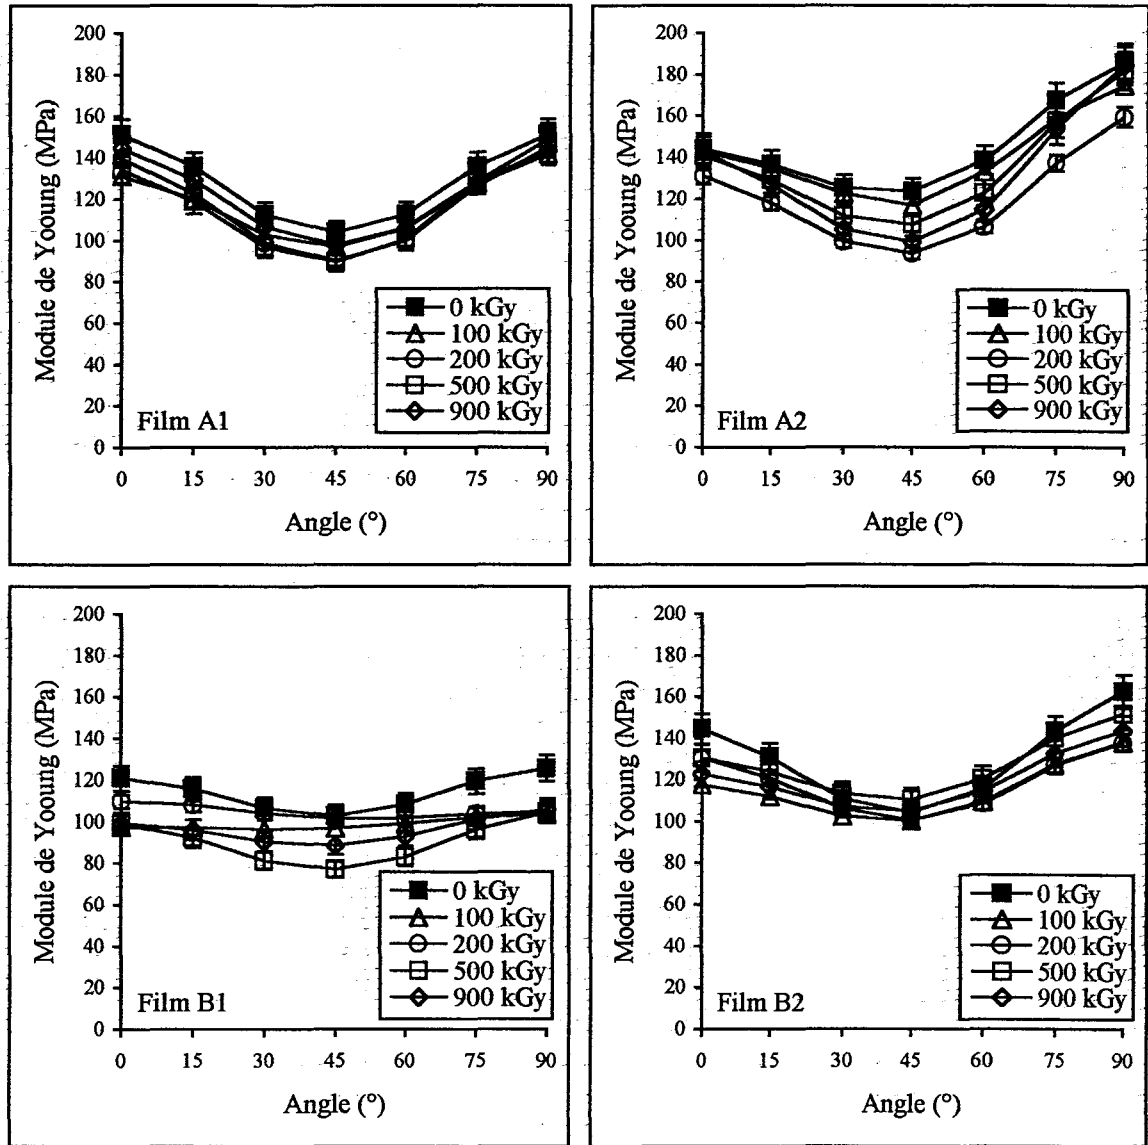 Module de Yooung (MPa)
200
180
160
140
120
100
80
60
40
20
0
0 kGy
100 kGy
200 kGy
500 kGy
900 kGy
Film A1
0 15 30 45 60 75 90
Angle (°)
Module de Yooung (MPa)
200
180
160
140
120
100
80
60
40
20
0
0 kGy
100 kGy
200 kGy
500 kGy
900 kGy
Film A2
0 15 30 45 60 75 90
Angle (°)
Module de Yooung (MPa)
200
180
160
140
120
100
80
60
40
20
0
0 kGy
100 kGy
200 kGy
500 kGy
900 kGy
Film B1
0 15 30 45 60 75 90
Angle (°)
Module de Yooung (MPa)
200
180
160
140
120
100
80
60
40
20
0
0 kGy
100 kGy
200 kGy
500 kGy
900 kGy
Film B2
0 15 30 45 60 75 90
Angle (°)